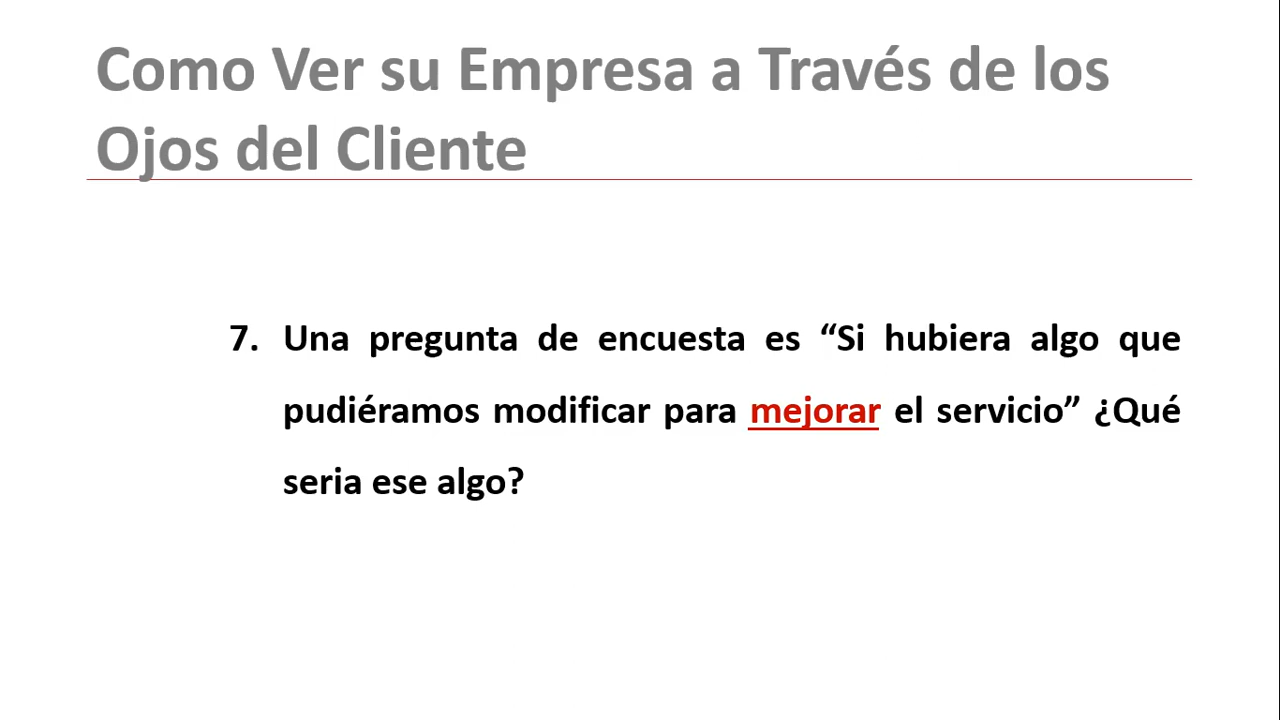 Como Ver su Empresa a Través de los
Ojos del Cliente
7. Una pregunta de encuesta es “Si hubiera algo que
pudiéramos modificar para mejorar el servicio” ¿Qué
seria ese algo?